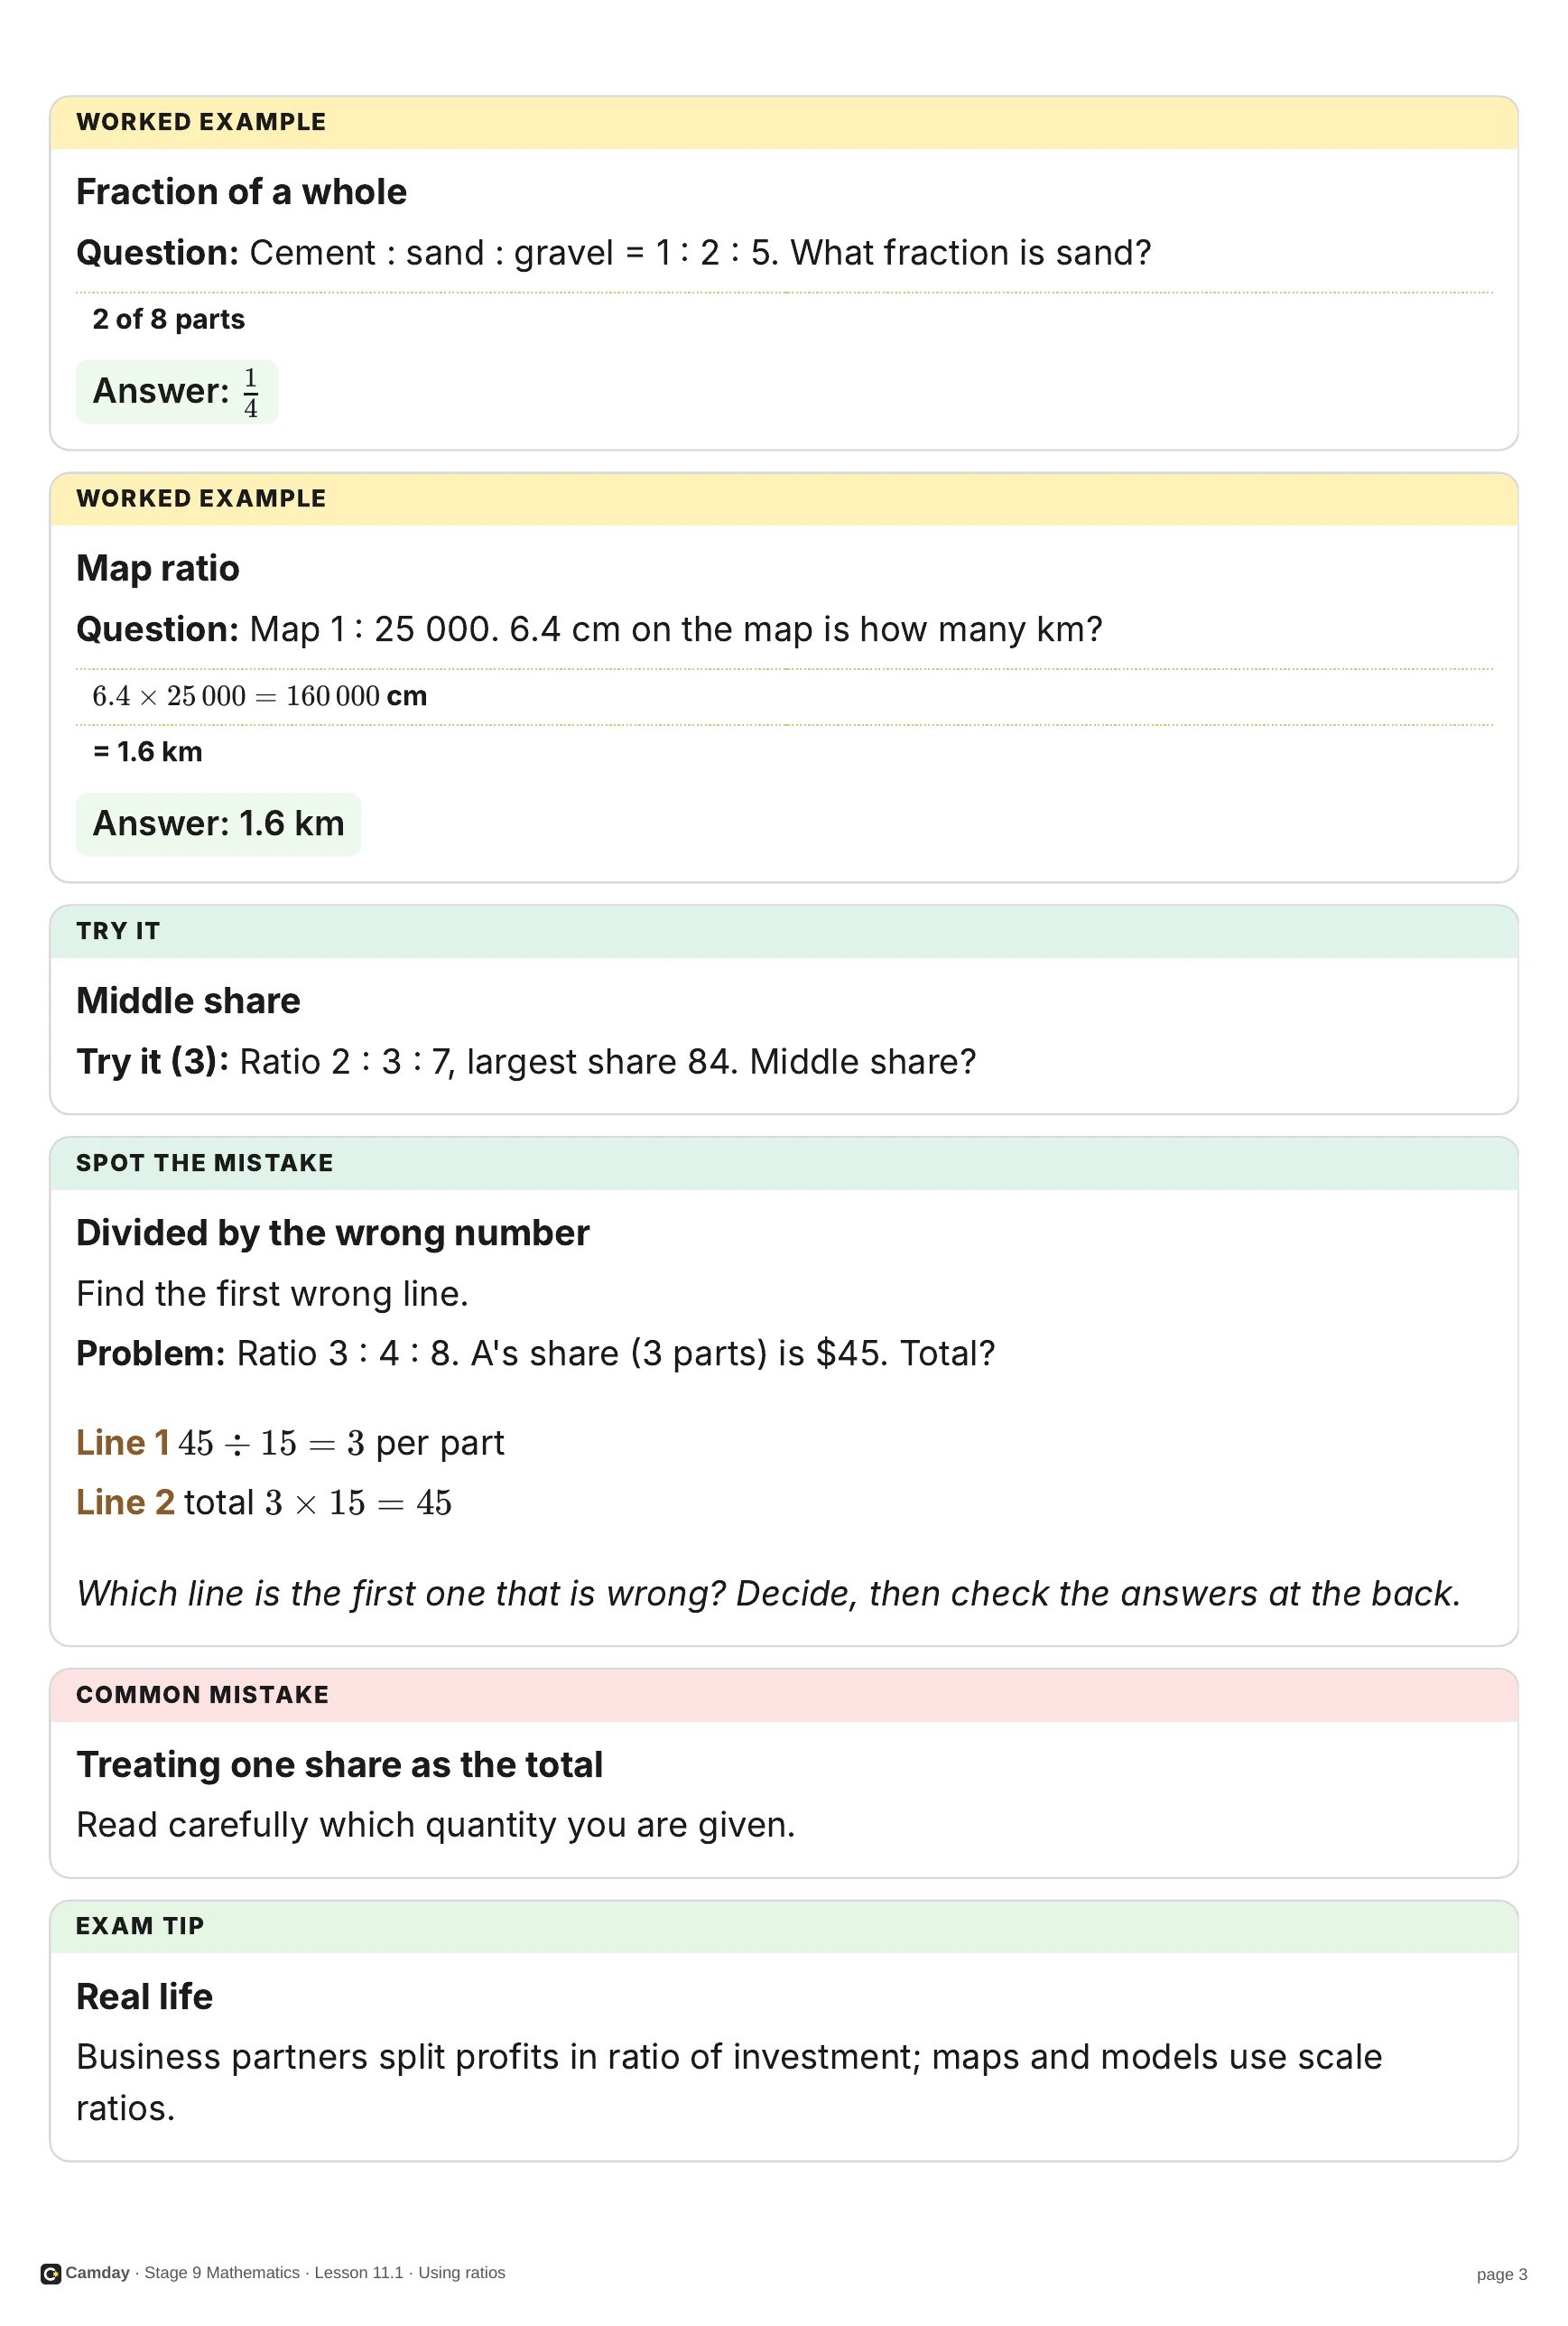 WORKED EXAMPLE
Fraction of a whole
Question: Cement : sand : gravel = 1 : 2 : 5. What fraction is sand?
2 of 8 parts
Answer: 1/4
WORKED EXAMPLE
Map ratio
Question: Map 1 : 25 000. 6.4 cm on the map is how many km?
6.4 × 25 000 = 160 000 cm
= 1.6 km
Answer: 1.6 km
TRY IT
Middle share
Try it (3): Ratio 2 : 3 : 7, largest share 84. Middle share?
SPOT THE MISTAKE
Divided by the wrong number
Find the first wrong line.
Problem: Ratio 3 : 4 : 8. A's share (3 parts) is $45. Total?
Line 1 45 ÷ 15 = 3 per part
Line 2 total 3 × 15 = 45
Which line is the first one that is wrong? Decide, then check the answers at the back.
COMMON MISTAKE
Treating one share as the total
Read carefully which quantity you are given.
EXAM TIP
Real life
Business partners split profits in ratio of investment; maps and models use scale
ratios.
Camday · Stage 9 Mathematics · Lesson 11.1 · Using ratios
page 3